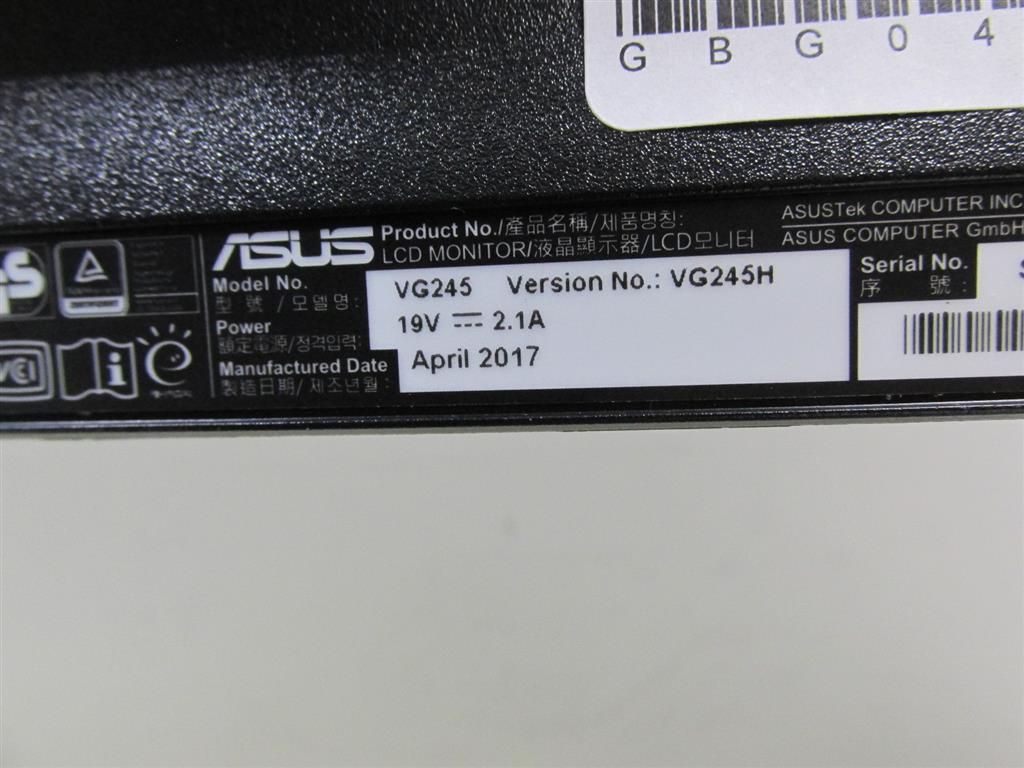 GBG04
ASUS
Product No./產品名稱/제품명칭:
LCD MONITOR/液晶顯示器/LCD모니터
ASUSTek COMPUTER INC
ASUS COMPUTER GmbH
Model No.
型 號 / 모델명:
VG245 Version No.: VG245H
Serial No.
序 號:
S
Power
額定電源/정격입력:
19V ⎓ 2.1A
Manufactured Date
製造日期/ 제조년월:
April 2017